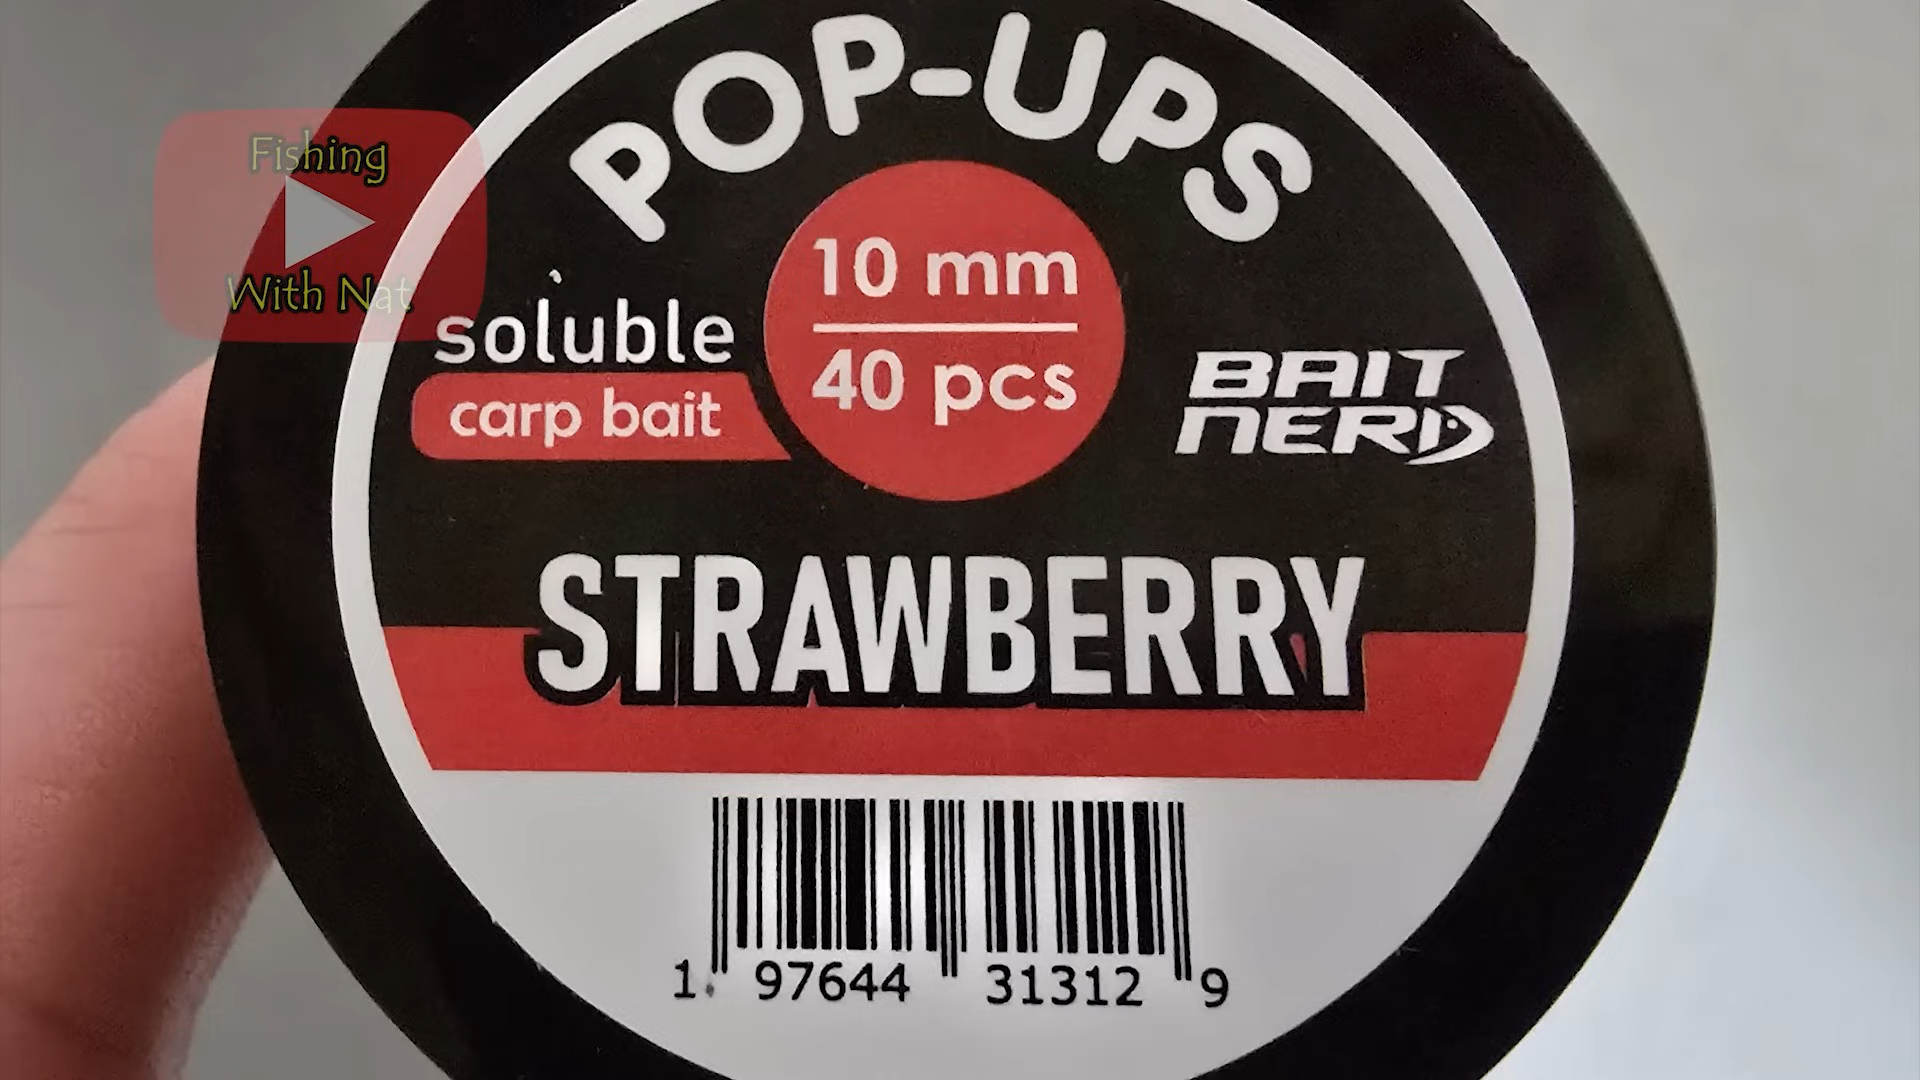 POP-UPS
Fishing
With Nat
10 mm
40 pcs
soluble
carp bait
BAIT
NERD
STRAWBERRY
1 97644 31312 9